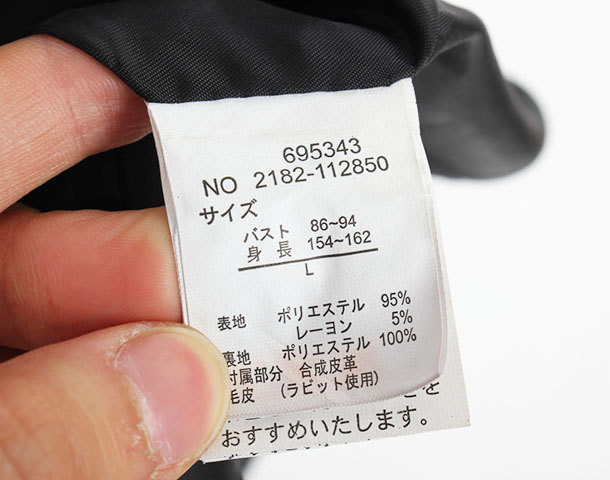 695343
NO 2182-112850
サイズ
バスト 86~94
身長 154~162
L
表地 ポリエステル 95%
レーヨン 5%
裏地 ポリエステル 100%
付属部分 合成皮革
毛皮 (ラビット使用)
とを
おすすめいたします。